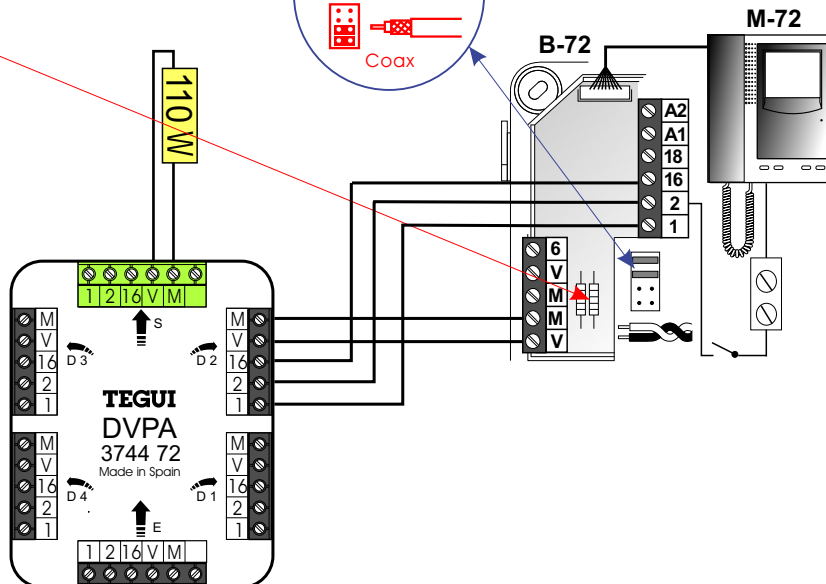 Coax
B-72
M-72
110 W
A2
A1
18
16
2
1
6
V
M
M
V
1 2 16 V M
S
M
V
16
2
1
D 3
M
V
16
2
1
D 2
TEGUI
DVPA
3744 72
Made in Spain
M
V
16
2
1
D 4
M
V
16
2
1
D 1
E
1 2 16 V M